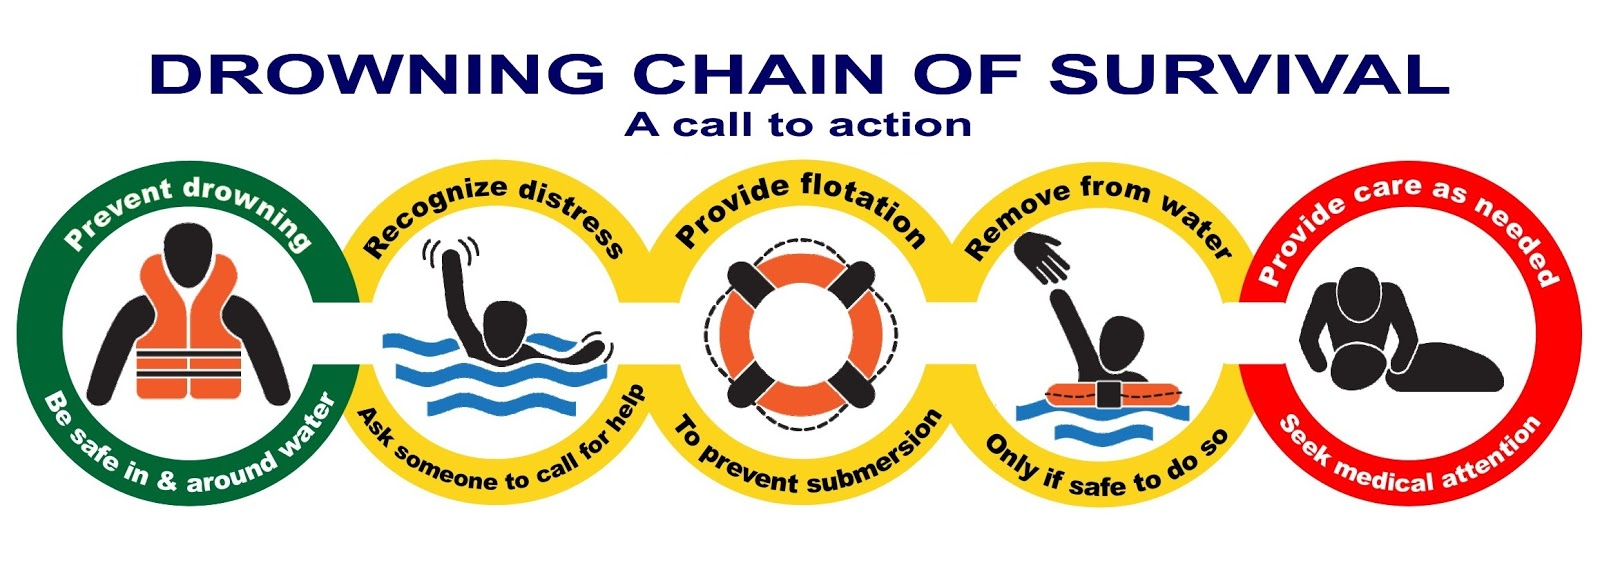 DROWNING CHAIN OF SURVIVAL
A call to action
Prevent drowning
Be safe in & around water
Recognize distress
Ask someone to call for help
Provide flotation
To prevent submersion
Remove from water
Only if safe to do so
Provide care as needed
Seek medical attention